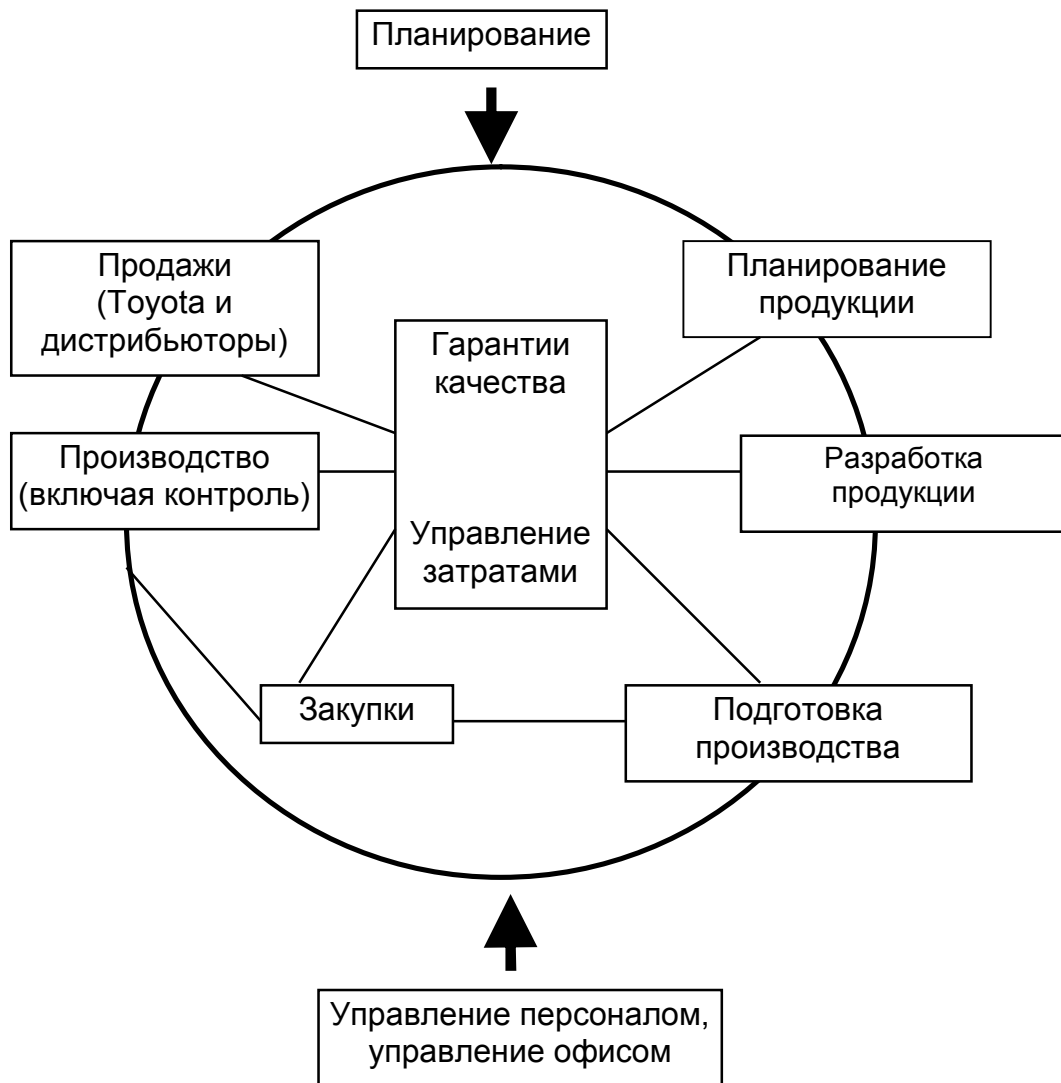 Планирование
Продажи
(Toyota и
дистрибьюторы)
Планирование
продукции
Гарантии
качества
Производство
(включая контроль)
Разработка
продукции
Управление
затратами
Закупки
Подготовка
производства
Управление персоналом,
управление офисом